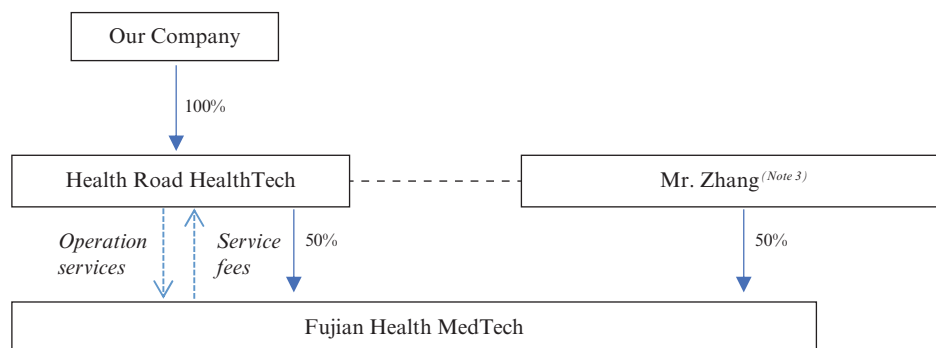 Our Company
100%
Health Road HealthTech
Mr. Zhang (Note 3)
Operation
services
Service
fees
50%
50%
Fujian Health MedTech